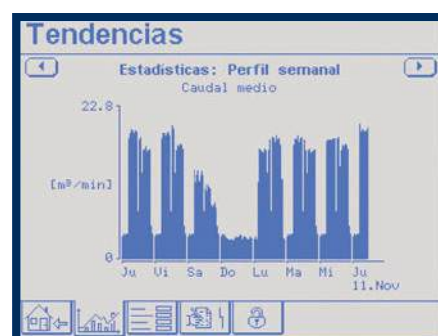 Tendencias
Estadísticas: Perfil semanal
Caudal medio
22.8
[m³/min]
0
Ju Vi Sa Do Lu Ma Mi Ju
11.Nov